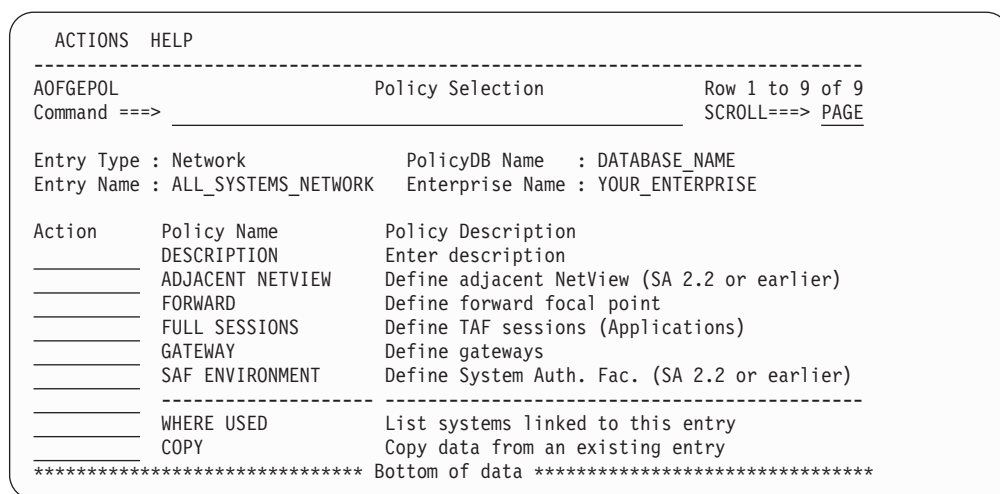 ACTIONS HELP
--------------------------------------------------------------------------------
AOFGEPOL Policy Selection Row 1 to 9 of 9
Command ===> SCROLL===> PAGE
Entry Type : Network PolicyDB Name : DATABASE_NAME
Entry Name : ALL_SYSTEMS_NETWORK Enterprise Name : YOUR_ENTERPRISE
Action Policy Name Policy Description
DESCRIPTION Enter description
ADJACENT NETVIEW Define adjacent NetView (SA 2.2 or earlier)
FORWARD Define forward focal point
FULL SESSIONS Define TAF sessions (Applications)
GATEWAY Define gateways
SAF ENVIRONMENT Define System Auth. Fac. (SA 2.2 or earlier)
-------------------- ---------------------------------------------
WHERE USED List systems linked to this entry
COPY Copy data from an existing entry
******************************* Bottom of data ********************************